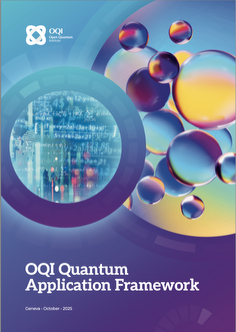 OQI
Open Quantum
Institute
OQI Quantum
Application Framework
Geneva - October - 2025